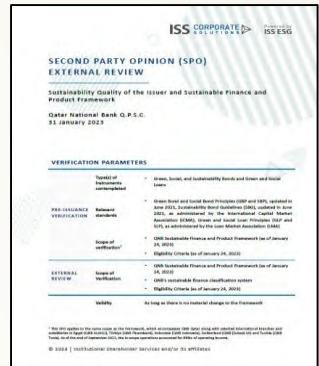 ISS CORPORATE SOLUTIONS Powered by ISS ESG
SECOND PARTY OPINION (SPO)
EXTERNAL REVIEW
Sustainability Quality of the Issuer and Sustainable Finance and
Product Framework
Qatar National Bank Q.P.S.C.
31 January 2023
VERIFICATION PARAMETERS
Type(s) of instruments contemplated
• Green, Social, and Sustainability Bonds and Green and Social
Loans
PRE-ISSUANCE VERIFICATION
Relevant standards
• Green Bond and Social Bond Principles (GBP and SBP), updated in
June 2021, Sustainability Bond Guidelines (SBG), updated in June
2021, as administered by the International Capital Market
Association (ICMA), Green and Social Loan Principles (GLP and
SLP), as administered by the Loan Market Association (LMA)
Scope of verification¹
• QNB Sustainable Finance and Product Framework (as of January
24, 2023)
• Eligibility Criteria (as of January 24, 2023)
EXTERNAL REVIEW
Scope of Verification
• QNB Sustainable Finance and Product Framework (as of January
24, 2023)
• QNB's sustainable finance classification system
• Eligibility Criteria (as of January 24, 2023)
Validity
As long as there is no material change to the framework
© 2024 | Institutional Shareholder Services and/or its affiliates